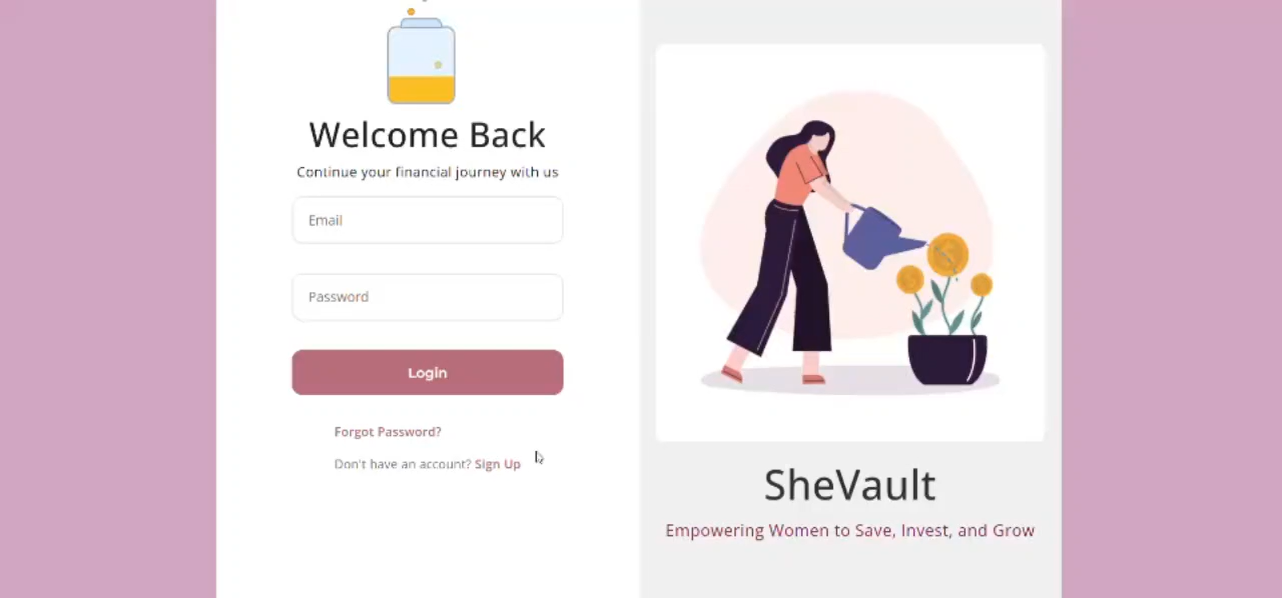 Welcome Back
Continue your financial journey with us
Email
Password
Login
Forgot Password?
Don't have an account? Sign Up
SheVault
Empowering Women to Save, Invest, and Grow